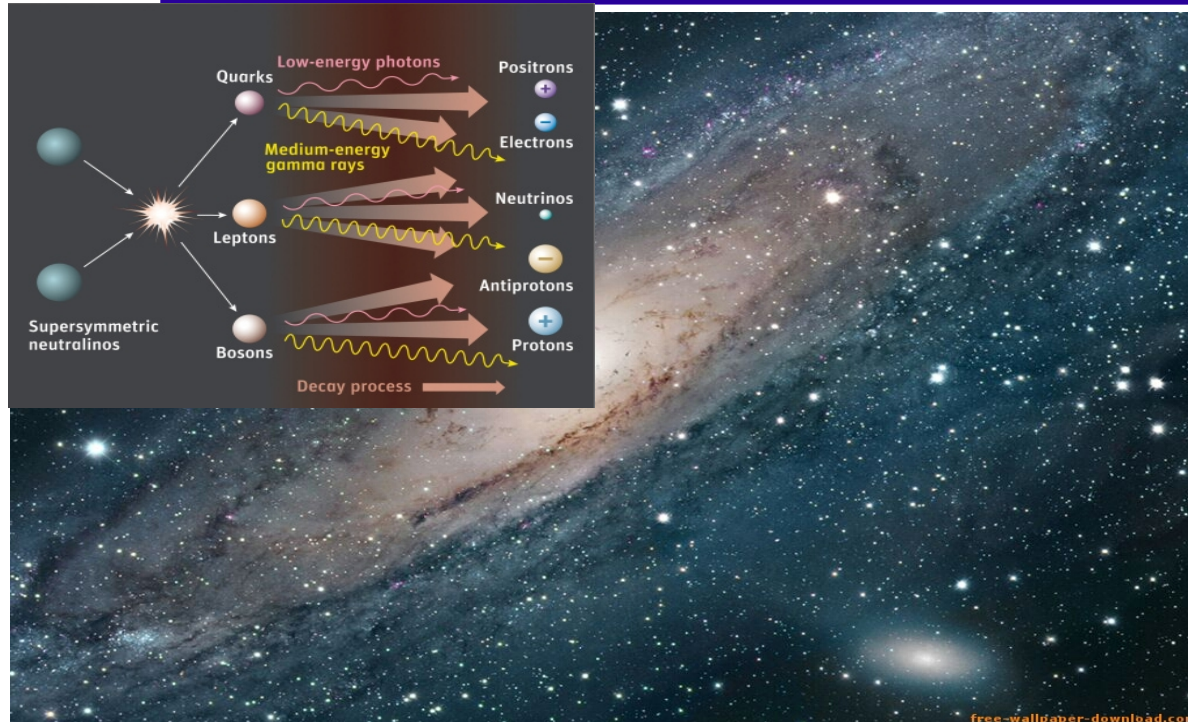 Low-energy photons
Quarks
Positrons
Electrons
Medium-energy
gamma rays
Neutrinos
Leptons
Antiprotons
Supersymmetric
neutralinos
Bosons
Protons
Decay process
free-wallpaper-download.com